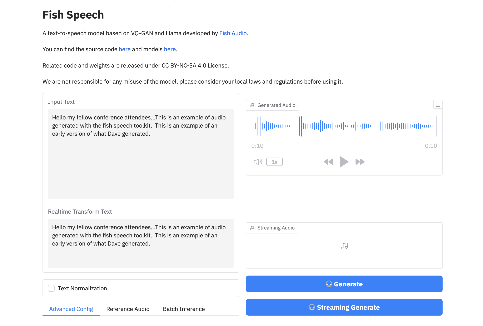 Fish Speech
A text-to-speech model based on VQ-GAN and Llama developed by Fish Audio.
You can find the source code here and models here.
Related code and weights are released under CC BY-NC-SA 4.0 License.
We are not responsible for any misuse of the model, please consider your local laws and regulations before using it.
Input Text
Hello my fellow conference attendees. This is an example of audio
generated with the fish speech toolkit. This is an example of an
early version of what Dave generated.
Realtime Transform Text
Hello my fellow conference attendees. This is an example of audio
generated with the fish speech toolkit. This is an example of an
early version of what Dave generated.
Text Normalization
Advanced Config Reference Audio Batch Inference
Generated Audio
0:10
1x
Streaming Audio
Generate
Streaming Generate